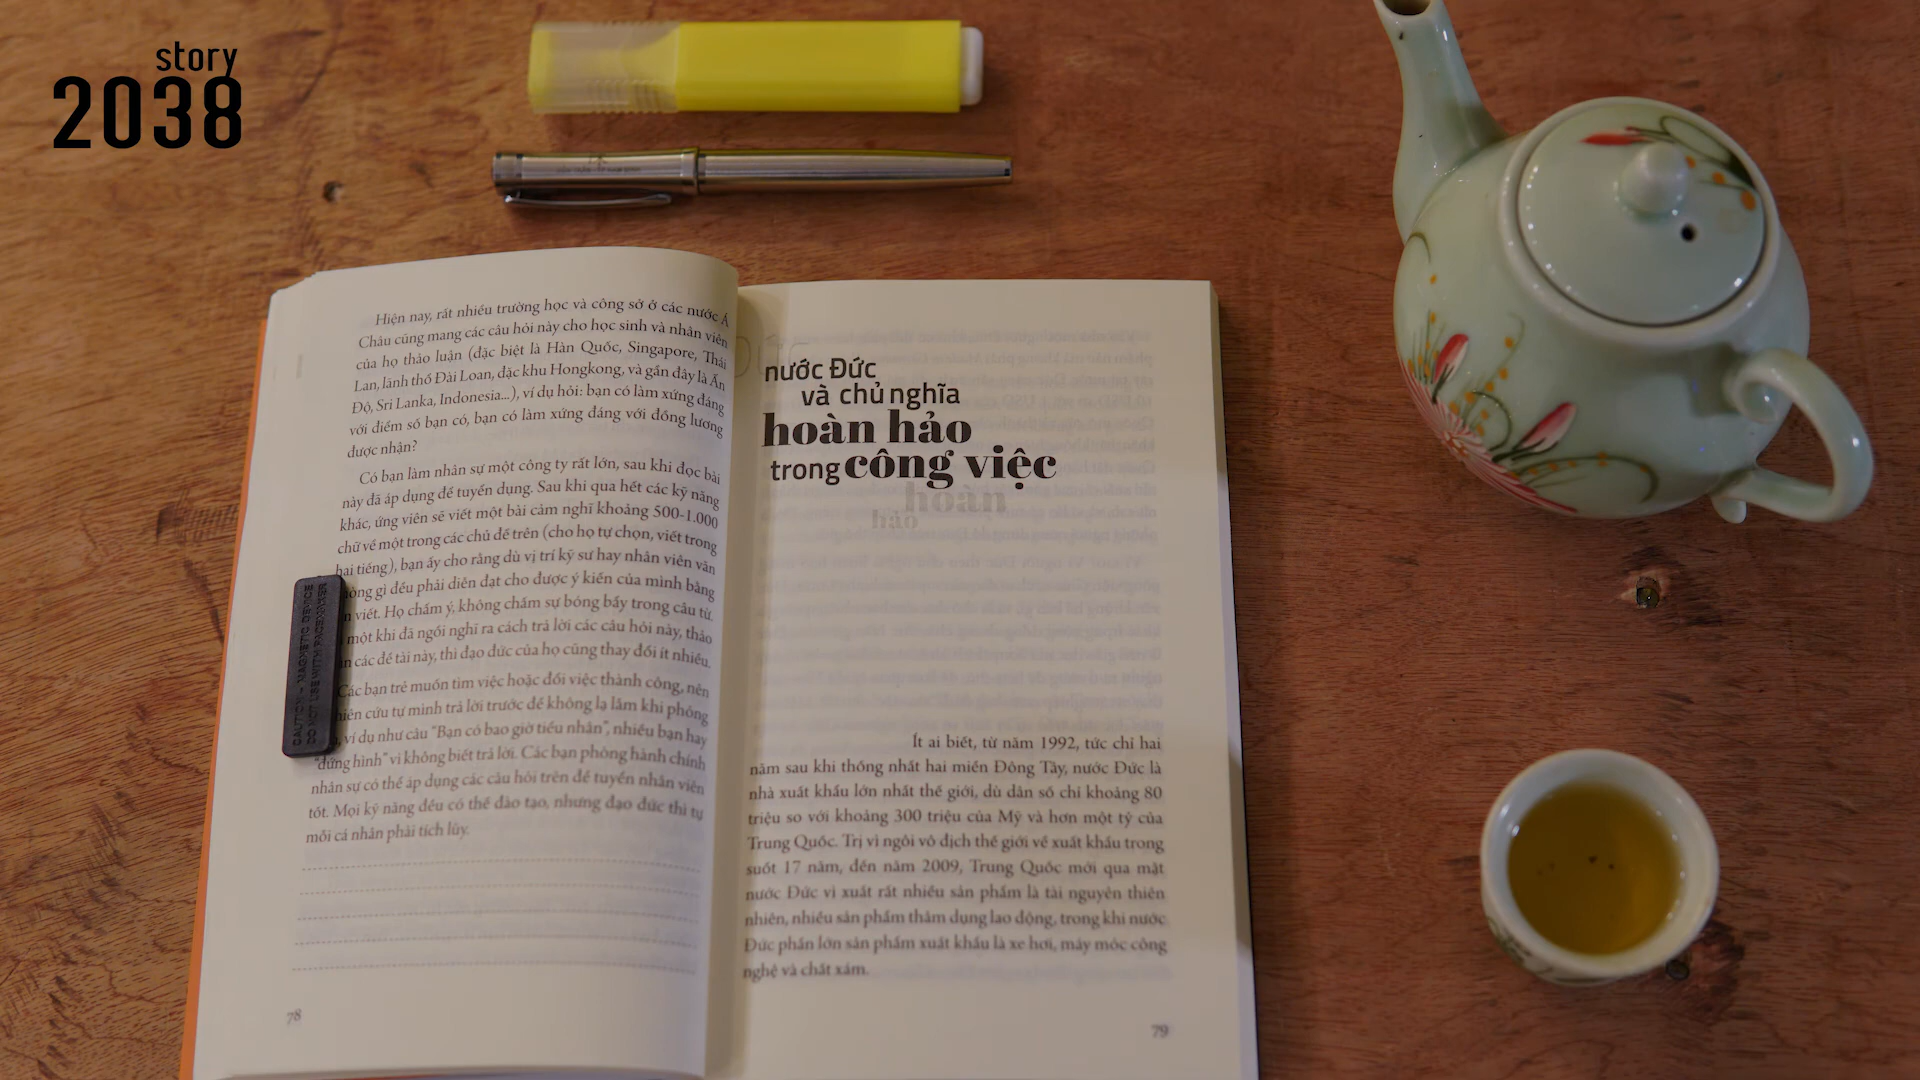 story
2038
Hiện nay, rất nhiều trường học và công sở ở các nước Á
Châu cũng mang các câu hỏi này cho học sinh và nhân viên
của họ thảo luận (đặc biệt là Hàn Quốc, Singapore, Thái
Lan, lãnh thổ Đài Loan, đặc khu Hongkong, và gần đây là Ấn
Độ, Sri Lanka, Indonesia...), ví dụ hỏi: bạn có làm xứng đáng
với điểm số bạn có, bạn có làm xứng đáng với đồng lương
được nhận?
Có bạn làm nhân sự một công ty rất lớn, sau khi đọc bài
này đã áp dụng để tuyển dụng. Sau khi qua hết các kỹ năng
khác, ứng viên sẽ viết một bài cảm nghĩ khoảng 500-1.000
chữ về một trong các chủ đề trên (cho họ tự chọn, viết trong
hai tiếng), bạn ấy cho rằng dù vị trí kỹ sư hay nhân viên văn
gì đều phải diễn đạt cho được ý kiến của mình bằng
viết. Họ chấm ý, không chấm sự bóng bẩy trong câu từ.
một khi đã ngồi nghĩ ra cách trả lời các câu hỏi này, thảo
các đề tài này, thì đạo đức của họ cũng thay đổi ít nhiều.
Các bạn trẻ muốn tìm việc hoặc đổi việc thành công, nên
cứu tự mình trả lời trước để không lạ lẫm khi phỏng
ví dụ như câu "Bạn có bao giờ tiểu nhân", nhiều bạn hay
"đứng hình" vì không biết trả lời. Các bạn phòng hành chính
nhân sự có thể áp dụng các câu hỏi trên để tuyển nhân viên
tốt. Mọi kỹ năng đều có thể đào tạo, nhưng đạo đức thì tự
mỗi cá nhân phải tích lũy.
78
CAUTION - MAGNETIC DEVICE
DO NOT USE WITH PACEMAKER
nước Đức
và chủ nghĩa
hoàn hảo
trong công việc
hoàn
hảo
Ít ai biết, từ năm 1992, tức chỉ hai
năm sau khi thống nhất hai miền Đông Tây, nước Đức là
nhà xuất khẩu lớn nhất thế giới, dù dân số chỉ khoảng 80
triệu so với khoảng 300 triệu của Mỹ và hơn một tỷ của
Trung Quốc. Trị vì ngôi vô địch thế giới về xuất khẩu trong
suốt 17 năm, đến năm 2009, Trung Quốc mới qua mặt
nước Đức vì xuất rất nhiều sản phẩm là tài nguyên thiên
nhiên, nhiều sản phẩm thâm dụng lao động, trong khi nước
Đức phần lớn sản phẩm xuất khẩu là xe hơi, máy móc công
nghệ và chất xám.
79